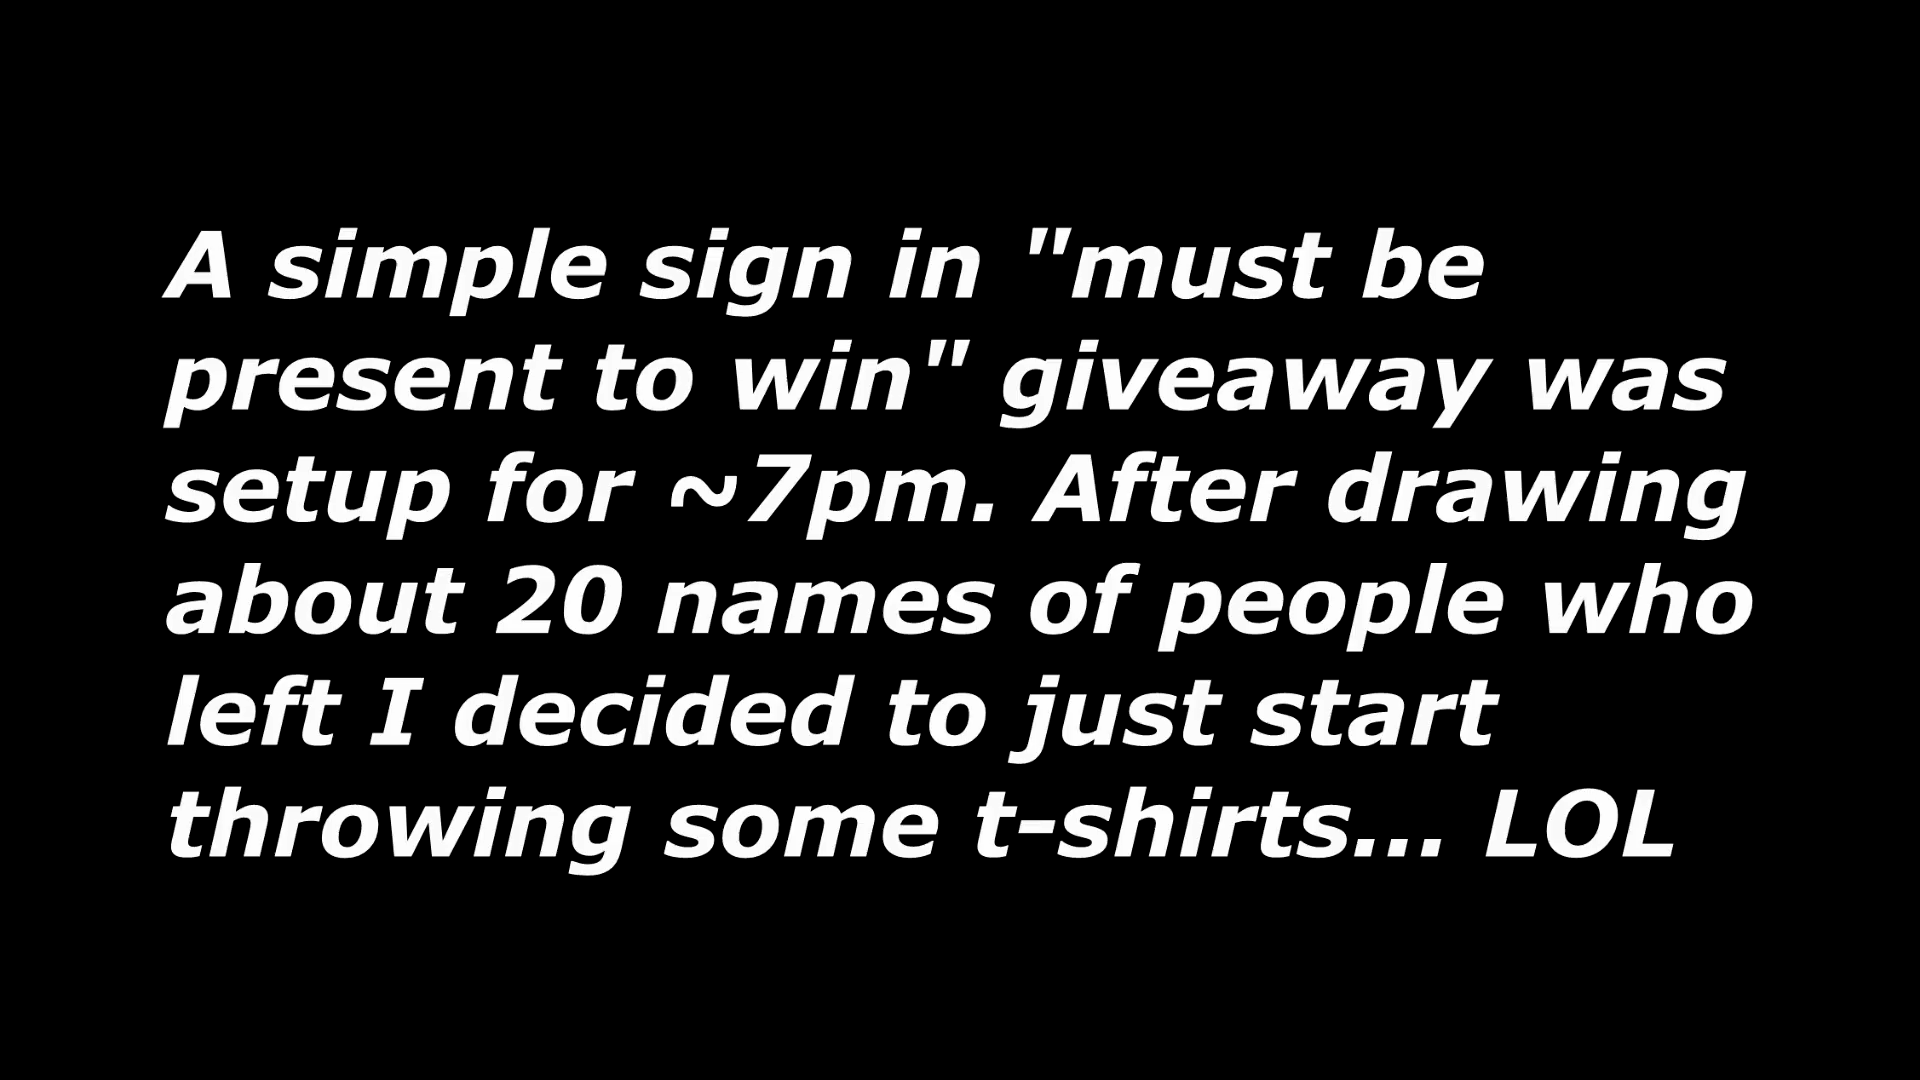 A simple sign in "must be
present to win" giveaway was
setup for ~7pm. After drawing
about 20 names of people who
left I decided to just start
throwing some t-shirts... LOL